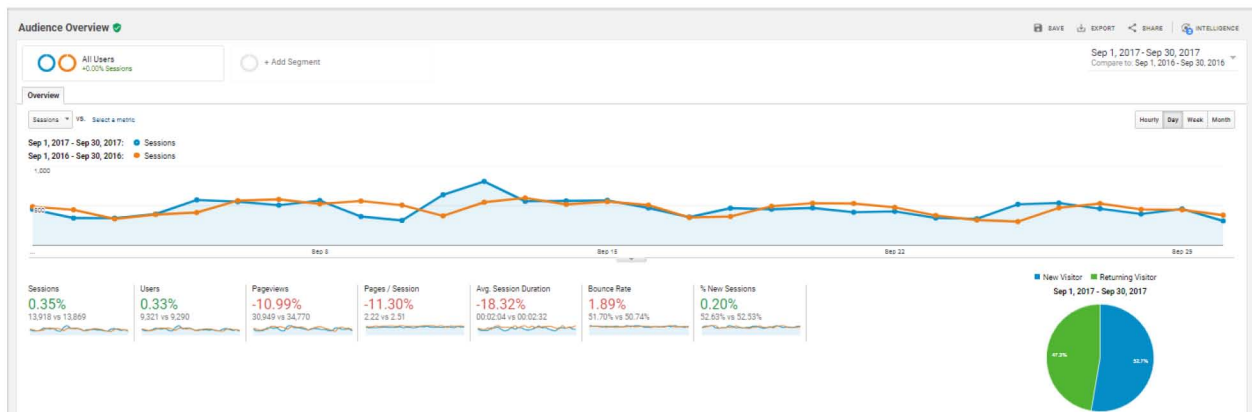 Audience Overview
SAVE EXPORT SHARE INTELLIGENCE
All Users
+0.00% Sessions
+ Add Segment
Sep 1, 2017 - Sep 30, 2017
Compare to: Sep 1, 2016 - Sep 30, 2016
Overview
Sessions VS. Select a metric
Hourly Day Week Month
Sep 1, 2017 - Sep 30, 2017: Sessions
Sep 1, 2016 - Sep 30, 2016: Sessions
1,000
500
... Sep 8 Sep 15 Sep 22 Sep 29
New Visitor Returning Visitor
Sep 1, 2017 - Sep 30, 2017
Sessions
0.35%
13,918 vs 13,869
Users
0.33%
9,321 vs 9,290
Pageviews
-10.99%
30,949 vs 34,770
Pages / Session
-11.30%
2.22 vs 2.51
Avg. Session Duration
-18.32%
00:02:04 vs 00:02:32
Bounce Rate
1.89%
51.70% vs 50.74%
% New Sessions
0.20%
52.63% vs 52.53%
47.3%
52.7%